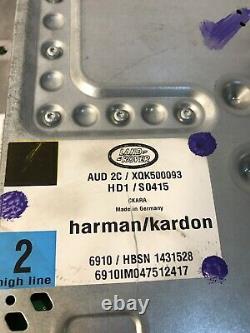 LAND
ROVER
AUD 2C / XQK500093
HD1 / S0415
CKARA
Made in Germany
harman/kardon
2
high line
6910 / HBSN 1431528
6910IM047512417